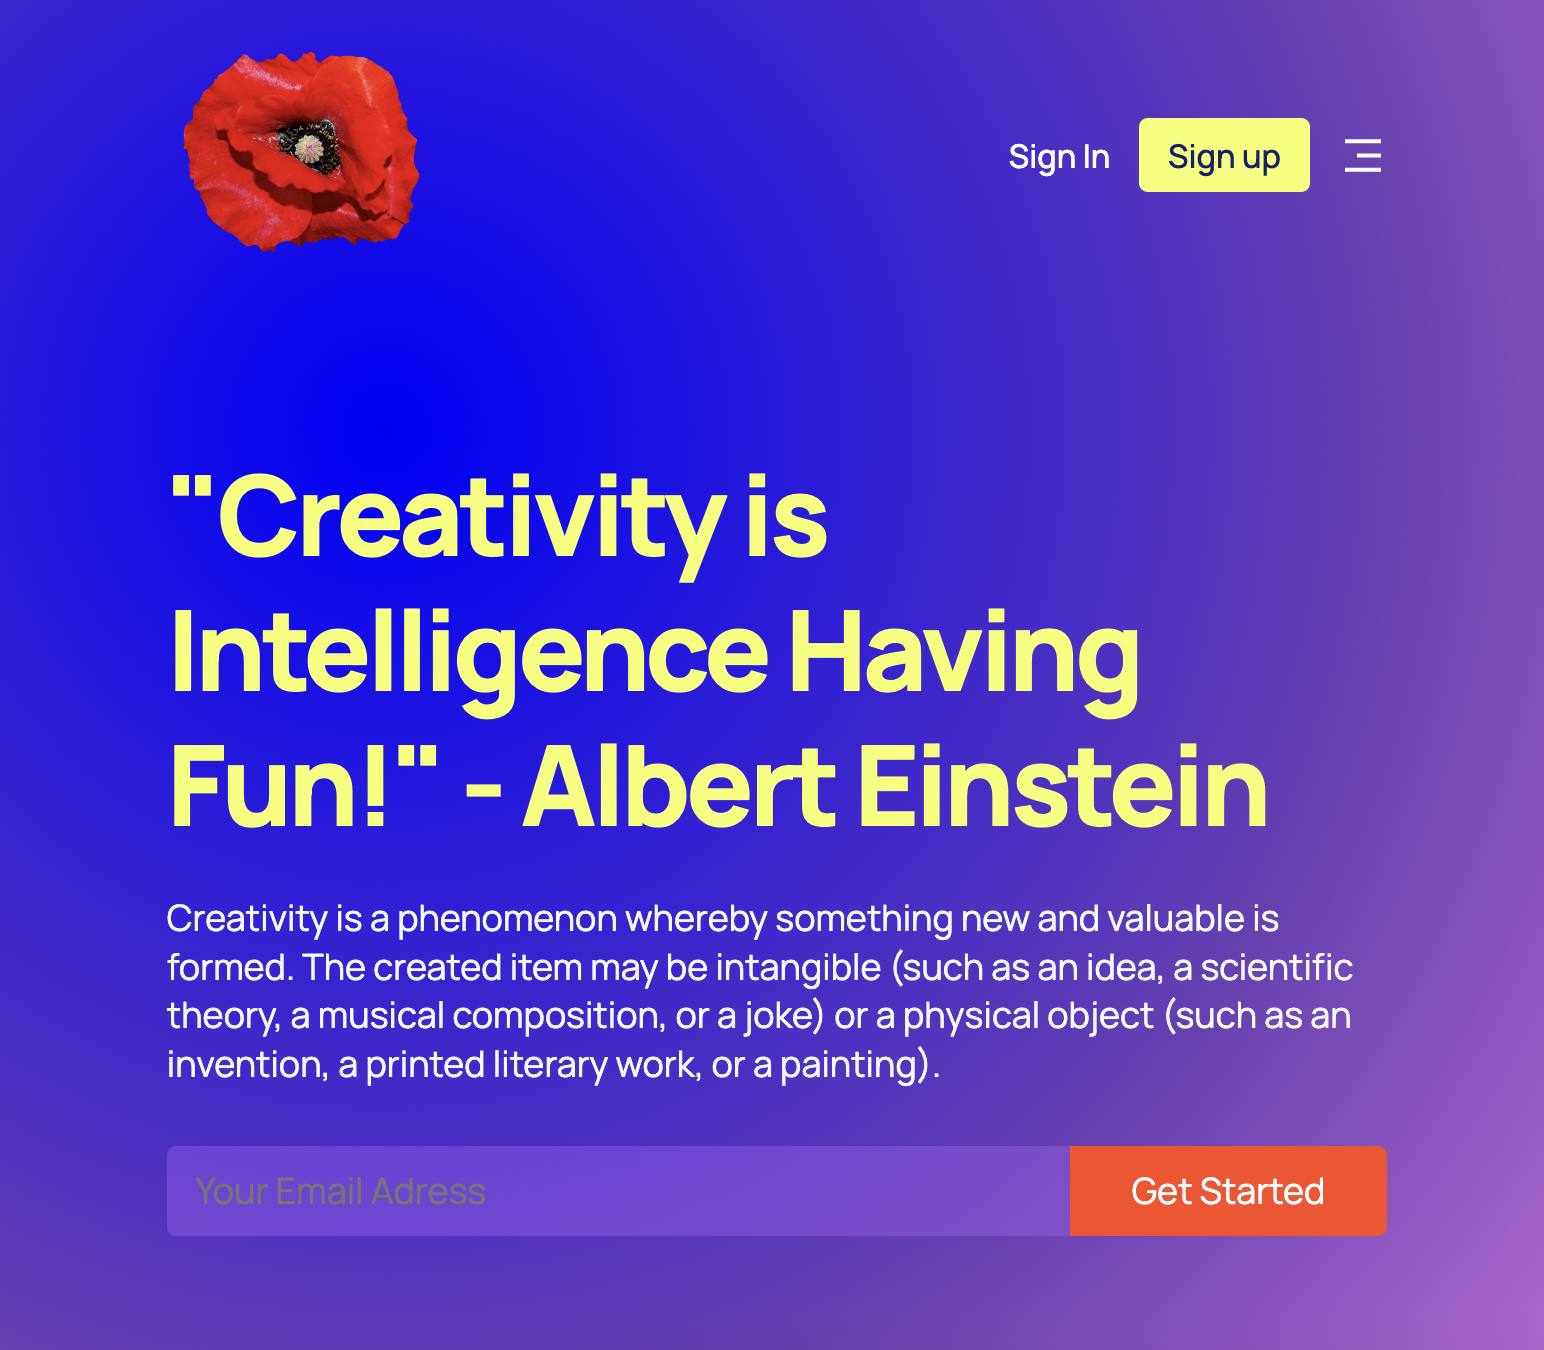 Sign In
Sign up
"Creativity is
Intelligence Having
Fun!" - Albert Einstein
Creativity is a phenomenon whereby something new and valuable is
formed. The created item may be intangible (such as an idea, a scientific
theory, a musical composition, or a joke) or a physical object (such as an
invention, a printed literary work, or a painting).
Your Email Adress
Get Started